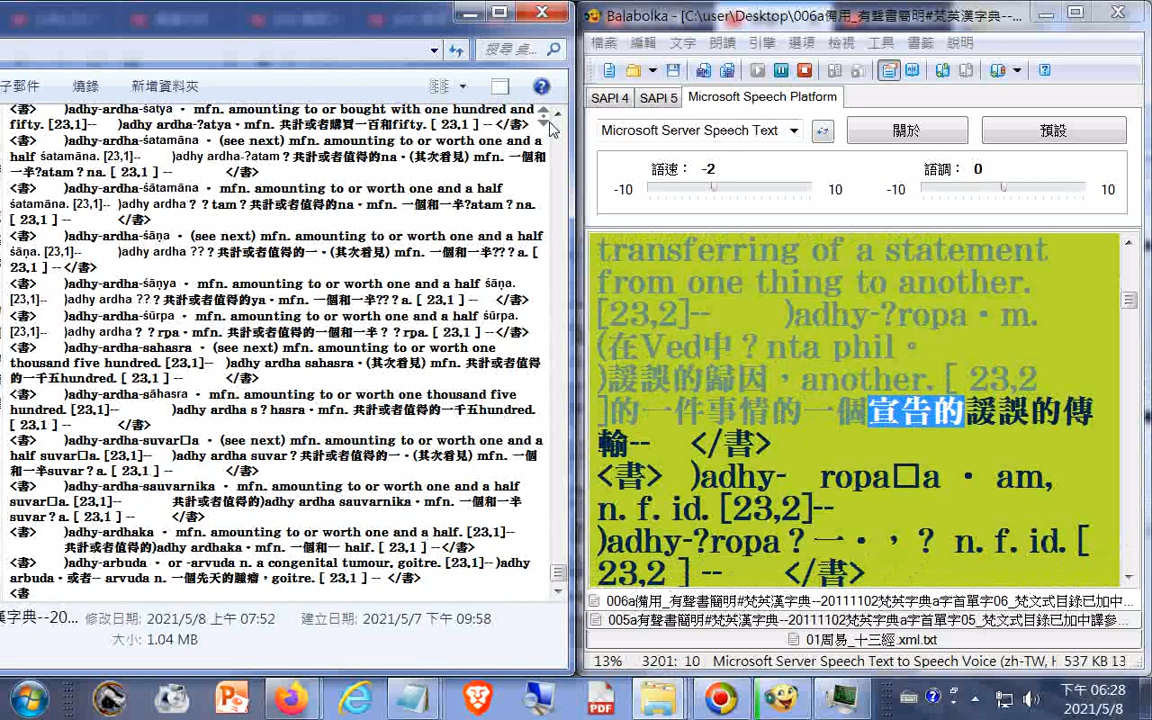 搜尋桌...
子郵件 燒錄 新增資料夾
<書> )adhy-ardha-śatya · mfn. amounting to or bought with one hundred and
fifty. [23,1]-- )adhy ardha-?atya · mfn. 共計或者購買一百和fifty. [ 23,1 ] --</書>
<書> )adhy-ardha-śatamāna · (see next) mfn. amounting to or worth one and a
half śatamāna. [23,1]-- )adhy ardha-?atam ? 共計或者值得的na · (其次看見) mfn. 一個和
一半?atam ? na. [ 23,1 ] -- </書>
<書> )adhy-ardha-śātamāna · mfn. amounting to or worth one and a half
śatamana. [23,1]-- )adhy ardha ? ? tam ? 共計或者值得的na · mfn. 一個和一半?atam ? na.
[ 23,1 ] -- </書>
<書> )adhy-ardha-śāṇa · (see next) mfn. amounting to or worth one and a half
śāṇa. [23,1]-- )adhy ardha ?? ? 共計或者值得的一 · (其次看見) mfn. 一個和一半??? a. [
23,1 ] -- </書>
<書> )adhy-ardha-śāṇya · mfn. amounting to or worth one and a half śāṇa.
[23,1]-- )adhy ardha ?? ? 共計或者值得的ya · mfn. 一個和一半? ? ? a. [ 23,1 ] -- </書>
<書> )adhy-ardha-śūrpa · mfn. amounting to or worth one and a half śūrpa.
[23,1]-- )adhy ardha ? ? rpa · mfn. 共計或者值得的一個和一半 ? ? rpa. [ 23,1 ] -- </書>
<書> )adhy-ardha-sahasra · (see next) mfn. amounting to or worth one
thousand five hundred. [23,1]-- )adhy ardha sahasra · (其次看見) mfn. 共計或者值得
的一千五hundred. [ 23,1 ] -- </書>
<書> )adhy-ardha-sāhasra · mfn. amounting to or worth one thousand five
hundred. [23,1]-- )adhy ardha s ? hasra · mfn. 共計或者值得的一千五hundred.
[ 23,1 ] -- </書>
<書> )adhy-ardha-suvar□a · (see next) mfn. amounting to or worth one and a
half suvar□a. [23,1]-- )adhy ardha suvar ? a · (其次看見) mfn. 共計或者值得的一個
和一半suvar ? a. [ 23,1 ] -- </書>
<書> )adhy-ardha-sauvarnika · mfn. amounting to or worth one and a half
suvar□a. [23,1]-- 共計或者值得的)adhy ardha sauvarnika · mfn. 一個和一半
suvar ? a. [ 23,1 ] -- </書>
<書> )adhy-ardhaka · mfn. amounting to or worth one and a half. [23,1]--
共計或者值得的)adhy ardhaka · mfn. 一個和一 half. [ 23,1 ] -- </書>
<書> )adhy-arbuda · or -arvuda n. a congenital tumour, goitre. [23,1]-- )adhy
arbuda · 或者– arvuda n. 一個先天的腫瘤，goitre. [ 23,1 ] -- </書>
<書
漢字典--20... 修改日期: 2021/5/8 上午 07:52 建立日期: 2021/5/7 下午 09:58
大小: 1.04 MB
Balabolka - [C:\user\Desktop\006a備用_有聲書簡明#梵英漢字典--...
檔案 編輯 文字 朗讀 引擎 選項 檢視 工具 書籤 說明
SAPI 4 SAPI 5 Microsoft Speech Platform
Microsoft Server Speech Text 關於 預設
語速: -2 語調: 0
-10 10 -10 10
transferring of a statement
from one thing to another.
[23,2]-- )adhy-?ropa · m.
(在Ved中 ? nta phil。
)諼誤的歸因，another. [ 23,2
]的一件事情的一個宣告的諼誤的傳
輸-- </書>
<書> )adhy- ropa□a · am,
n. f. id. [23,2]--
)adhy-?ropa ? 一 · , ? n. f. id. [
23,2 ] -- </書>
006a備用_有聲書簡明#梵英漢字典--20111102梵英字典a字首單字06_梵文式目錄已加中...
005a有聲書簡明#梵英漢字典--20111102梵英字典a字首單字05_梵文式目錄已加中譯參...
01周易_十三經.xml.txt
13% 3201: 10 Microsoft Server Speech Text to Speech Voice (zh-TW, H 537 KB 13
PDF
下午 06:28
2021/5/8